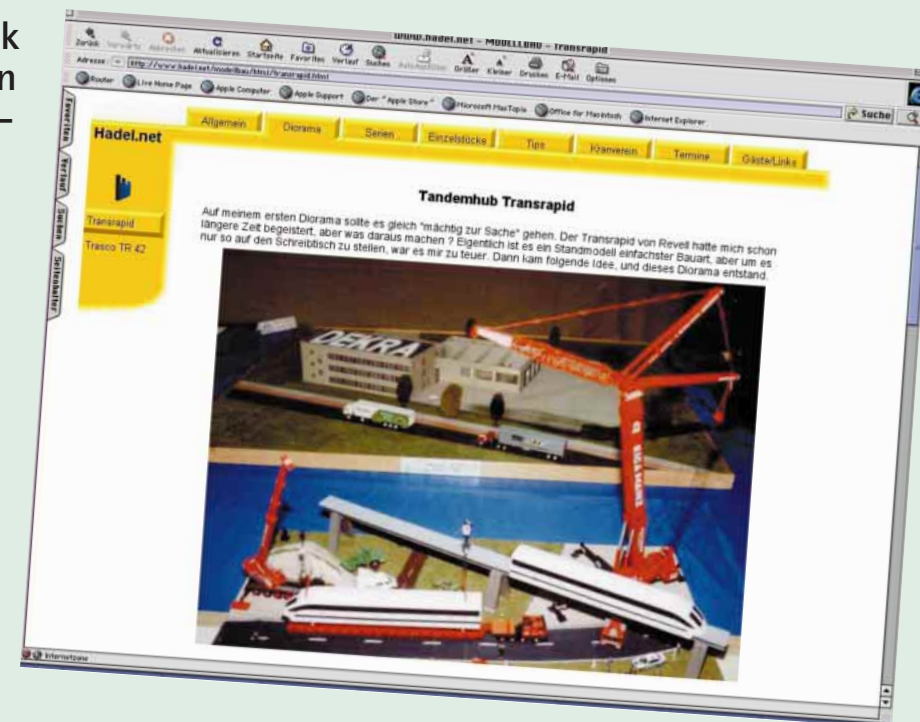 k
n
–
www.hadel.net – MODELLBAU – Transrapid
Zurück Vorwärts Abbrechen Aktualisieren Startseite Favoriten Verlauf Suchen AutoAusfüllen Größer Kleiner Drucken E-Mail Optionen
Adresse: http://www.hadel.net/modelbau/html/transrapid.html
Router Live Home Page Apple Computer Apple Support Der "Apple Store" Microsoft MacTopia Office für Macintosh Internet Explorer
Suche
Favoriten
Verlauf
Suchen
Seitenhalter
Hadel.net
Allgemein Diorama Serien Einzelstücke Tips Kranverein Termine Gäste/Links
Transrapid
Trasco TR 42
Tandemhub Transrapid
Auf meinem ersten Diorama sollte es gleich "mächtig zur Sache" gehen. Der Transrapid von Revell hatte mich schon
längere Zeit begeistert, aber was daraus machen ? Eigentlich ist es ein Standmodell einfachster Bauart, aber um es
nur so auf den Schreibtisch zu stellen, war es mir zu teuer. Dann kam folgende Idee, und dieses Diorama entstand.
DEKRA
Internetzone